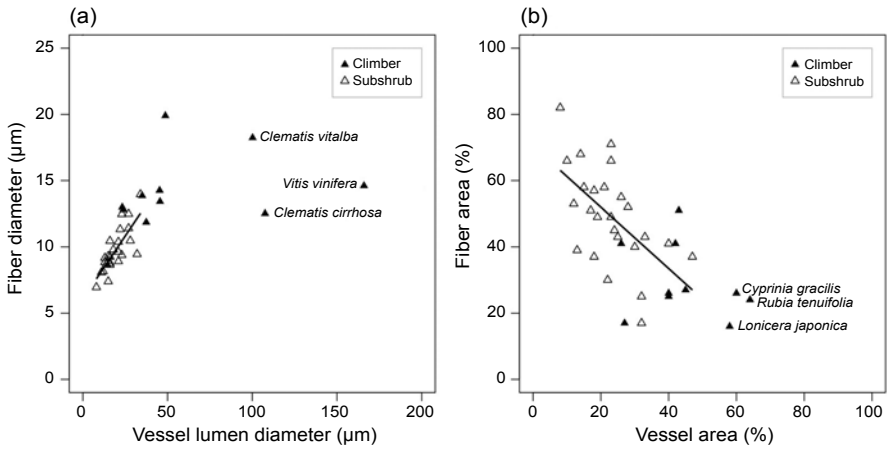 (a)
25
20
15
10
5
0
Fiber diameter (µm)
Climber
Subshrub
Clematis vitalba
Vitis vinifera
Clematis cirrhosa
0 50 100 150 200
Vessel lumen diameter (µm)
(b)
100
80
60
40
20
0
Fiber area (%)
Climber
Subshrub
Cyprinia gracilis
Rubia tenuifolia
Lonicera japonica
0 20 40 60 80 100
Vessel area (%)